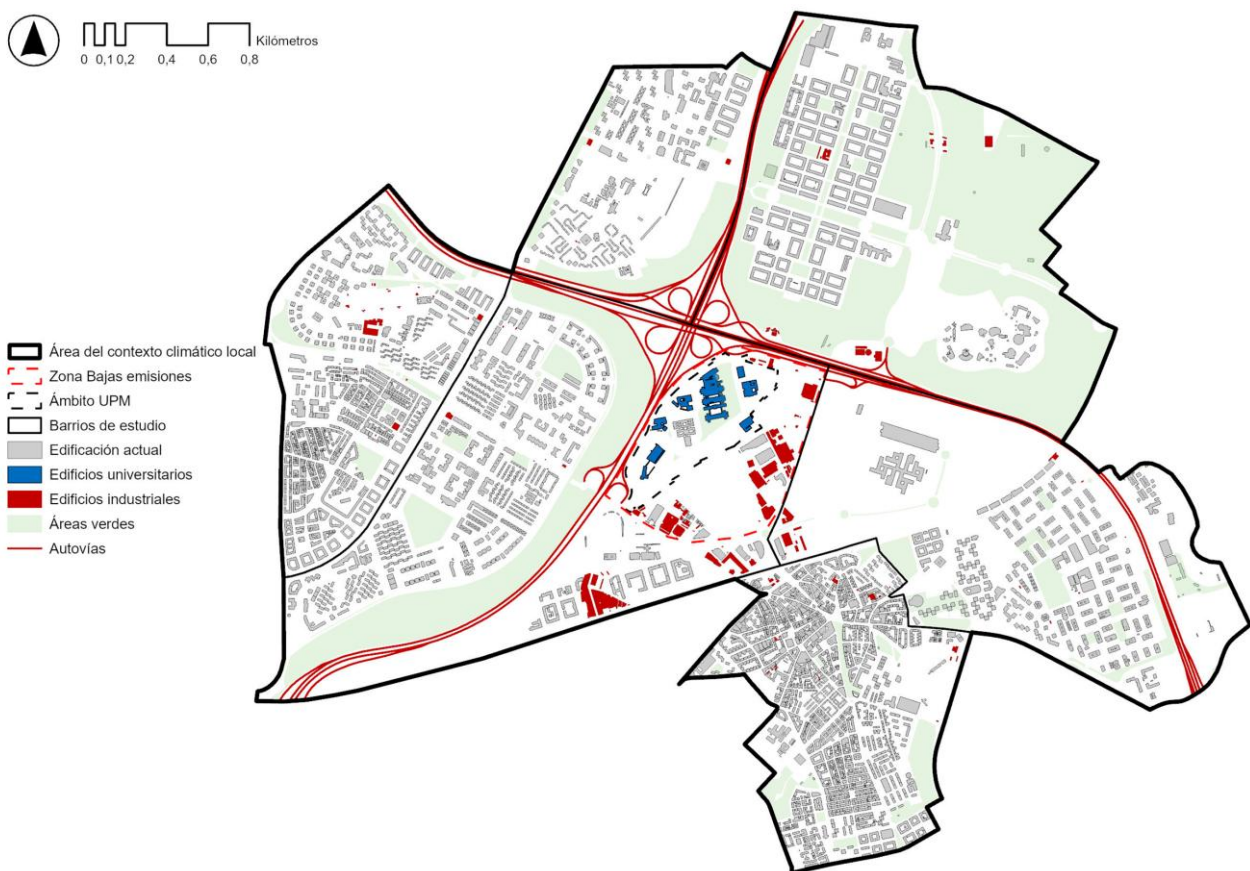 Kilómetros
0 0,1 0,2 0,4 0,6 0,8
Área del contexto climático local
Zona Bajas emisiones
Ámbito UPM
Barrios de estudio
Edificación actual
Edificios universitarios
Edificios industriales
Áreas verdes
Autovías